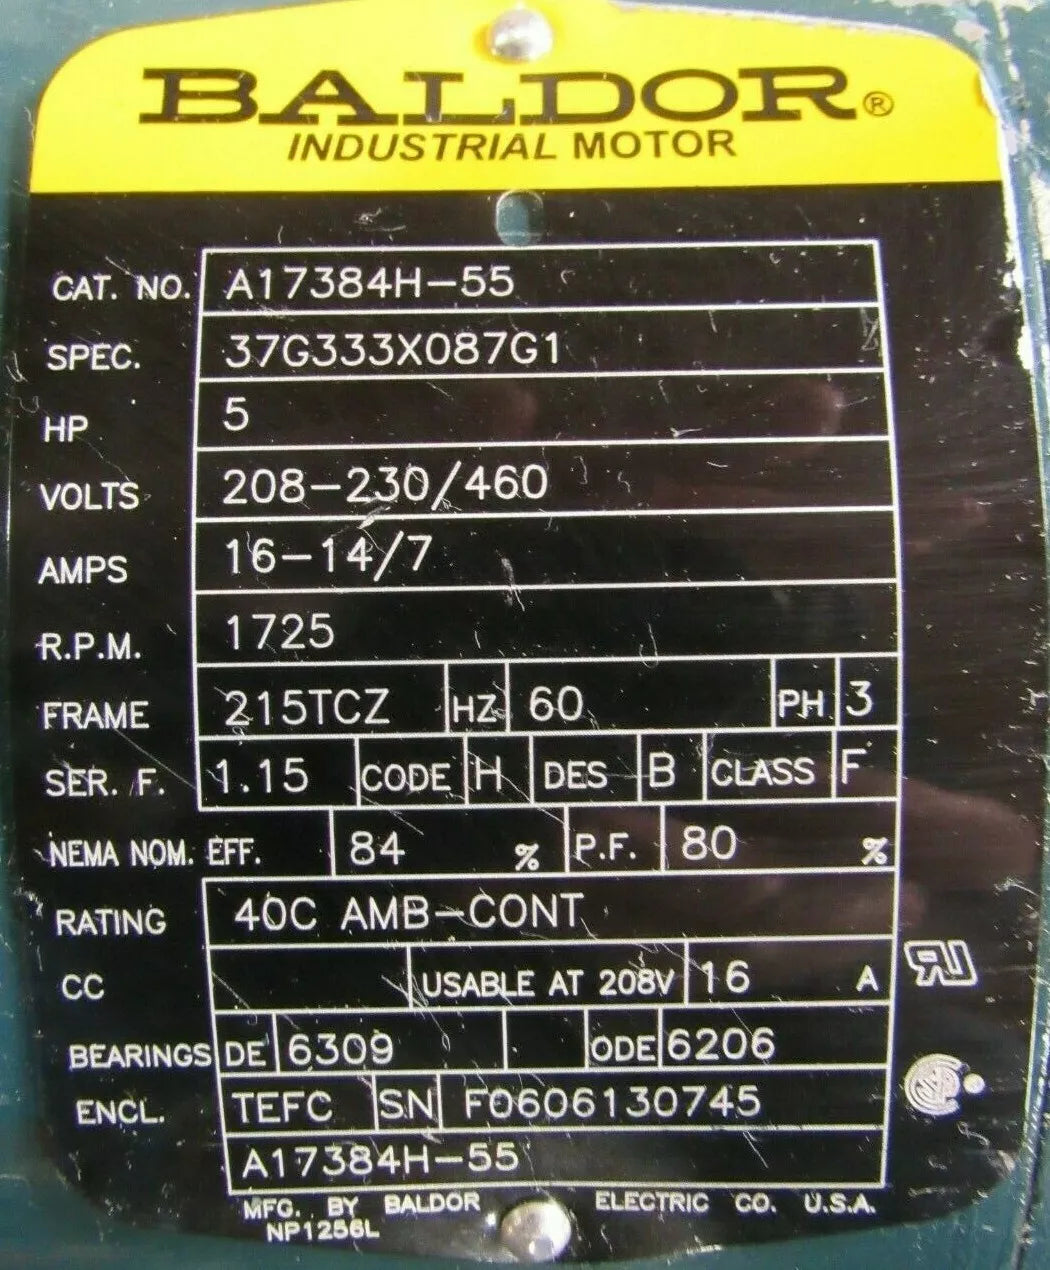 BALDOR®
INDUSTRIAL MOTOR
CAT. NO. A17384H-55
SPEC. 37G333X087G1
HP 5
VOLTS 208-230/460
AMPS 16-14/7
R.P.M. 1725
FRAME 215TCZ HZ 60 PH 3
SER. F. 1.15 CODE H DES B CLASS F
NEMA NOM. EFF. 84 % P.F. 80 %
RATING 40C AMB-CONT
CC USABLE AT 208V 16 A
BEARINGS DE 6309 ODE 6206
ENCL. TEFC SN F0606130745
A17384H-55
MFG. BY BALDOR ELECTRIC CO. U.S.A.
NP1256L